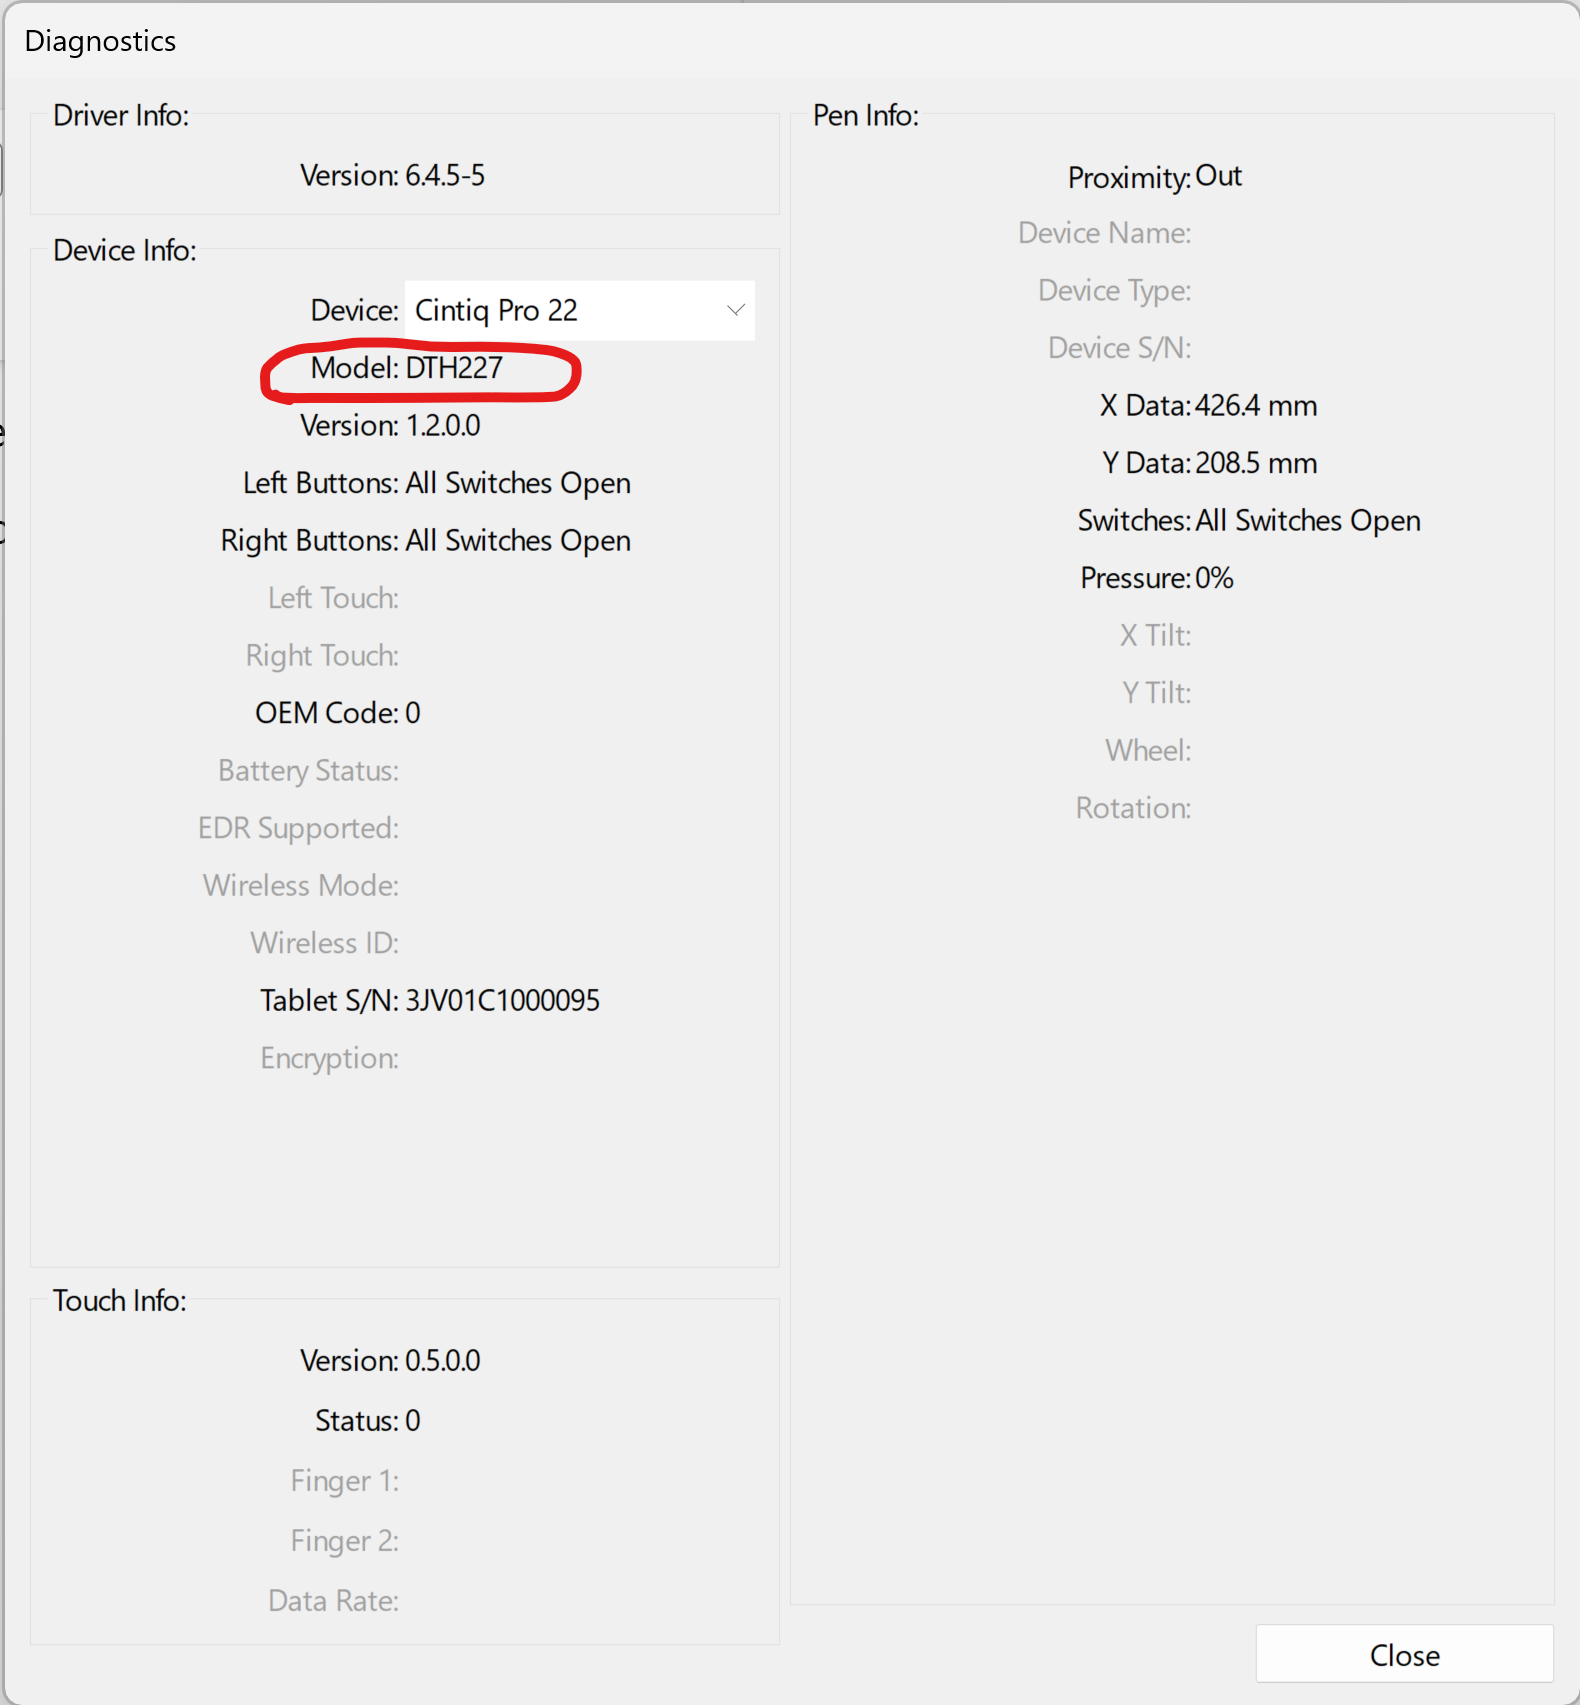 Diagnostics
Driver Info:
Version: 6.4.5-5
Device Info:
Device: Cintiq Pro 22
Model: DTH227
Version: 1.2.0.0
Left Buttons: All Switches Open
Right Buttons: All Switches Open
Left Touch:
Right Touch:
OEM Code: 0
Battery Status:
EDR Supported:
Wireless Mode:
Wireless ID:
Tablet S/N: 3JV01C1000095
Encryption:
Touch Info:
Version: 0.5.0.0
Status: 0
Finger 1:
Finger 2:
Data Rate:
Pen Info:
Proximity: Out
Device Name:
Device Type:
Device S/N:
X Data: 426.4 mm
Y Data: 208.5 mm
Switches: All Switches Open
Pressure: 0%
X Tilt:
Y Tilt:
Wheel:
Rotation:
Close